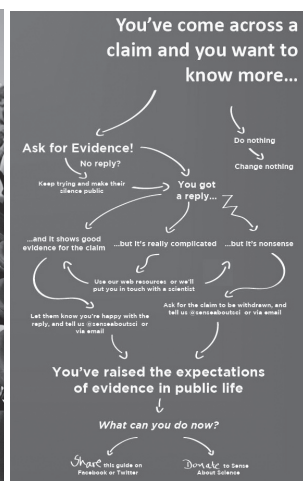 You've come across a
claim and you want to
know more...
Ask for Evidence!
Do nothing
Change nothing
No reply?
Keep trying and make their
silence public
You got
a reply...
...and it shows good
evidence for the claim
...but it's really complicated
...but it's nonsense
Use our web resources or we'll
put you in touch with a scientist
Let them know you're happy with the
reply, and tell us @senseaboutsci or
via email
Ask for the claim to be withdrawn, and
tell us @senseaboutsci or via email
You've raised the expectations
of evidence in public life
What can you do now?
Share this guide on
Facebook or Twitter
Donate to Sense
About Science